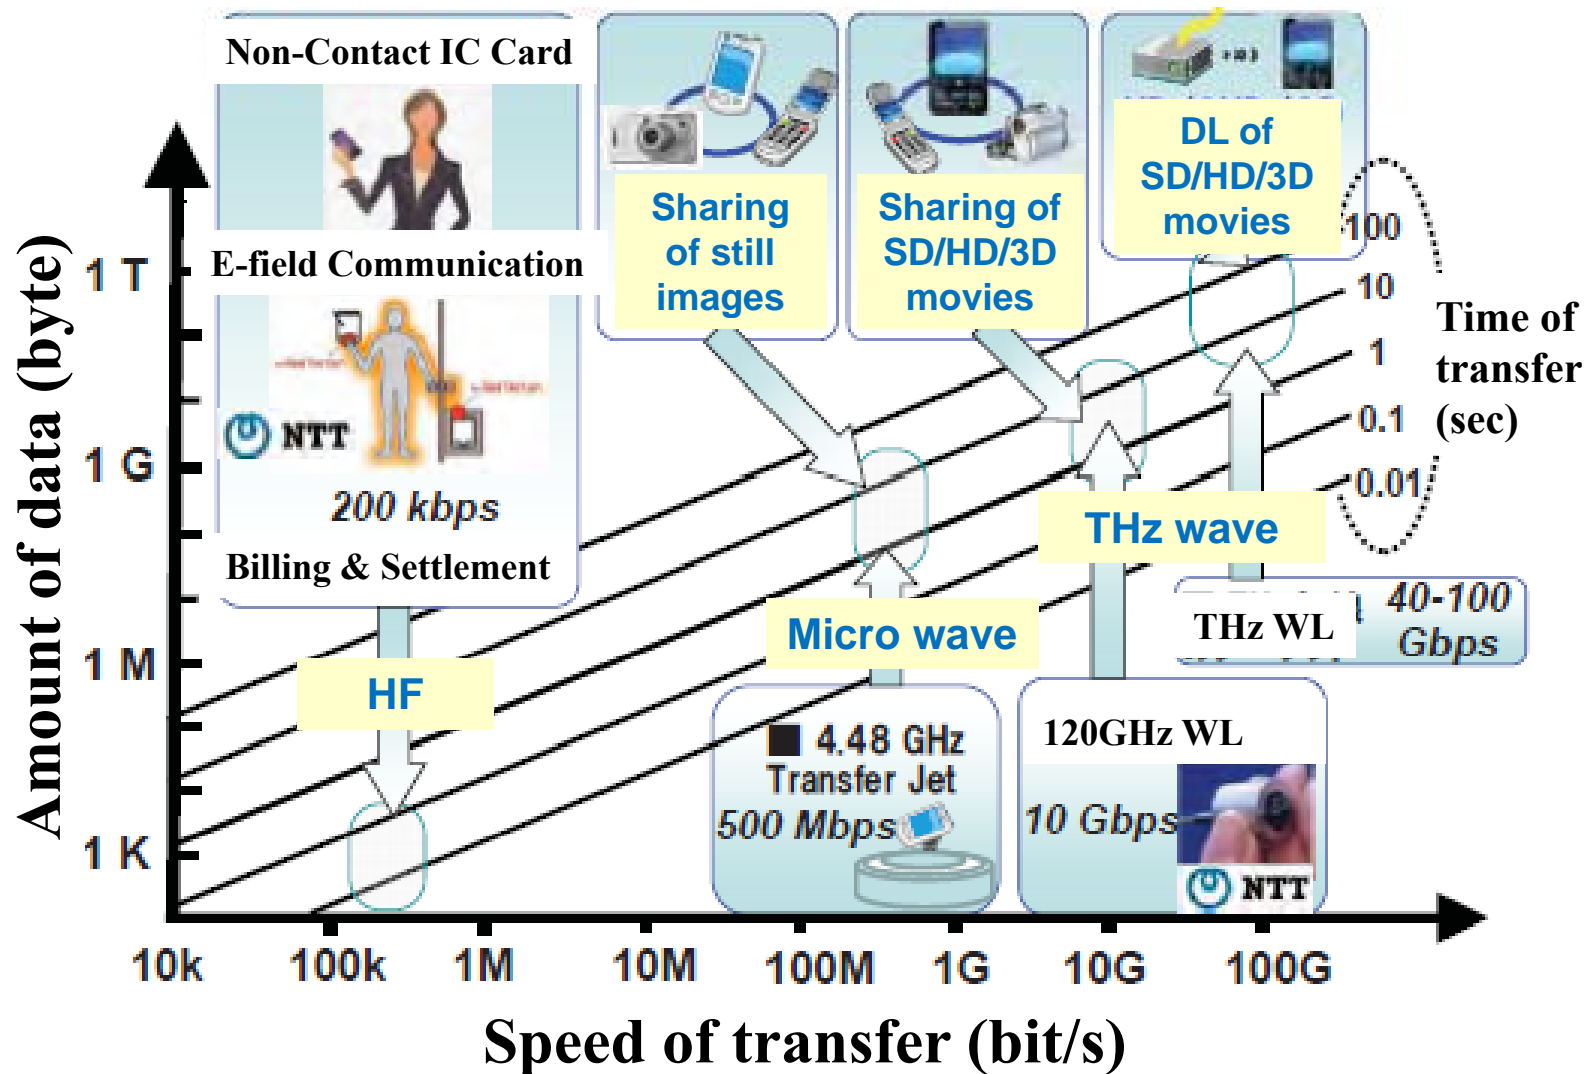 Non-Contact IC Card
E-field Communication
NTT
200 kbps
Billing & Settlement
HF
Sharing
of still
images
Sharing of
SD/HD/3D
movies
DL of
SD/HD/3D
movies
100
10
1
0.1
0.01
Time of
transfer
(sec)
THz wave
Micro wave
THz WL
40-100
Gbps
■ 4.48 GHz
Transfer Jet
500 Mbps
120GHz WL
10 Gbps
NTT
Amount of data (byte)
1 T
1 G
1 M
1 K
10k
100k
1M
10M
100M
1G
10G
100G
Speed of transfer (bit/s)